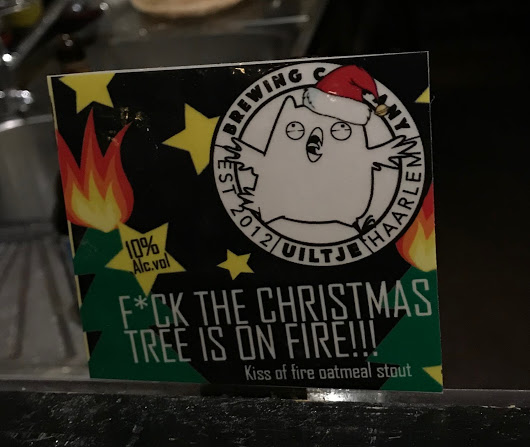 BREWING COMPANY
EST 2012 UILTJE HAARLEM
10%
Alc.vol
F*CK THE CHRISTMAS
TREE IS ON FIRE!!!
Kiss of fire oatmeal stout